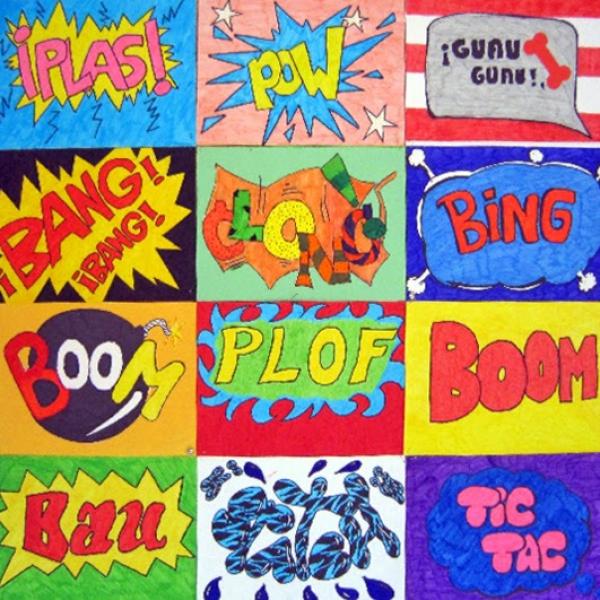 ¡PLAS!
POW
¡GUAU
GUAU!
¡BANG!
¡BANG!
BiNG
BOOM
PLOF
BOOM
Bau
TiC
TAC